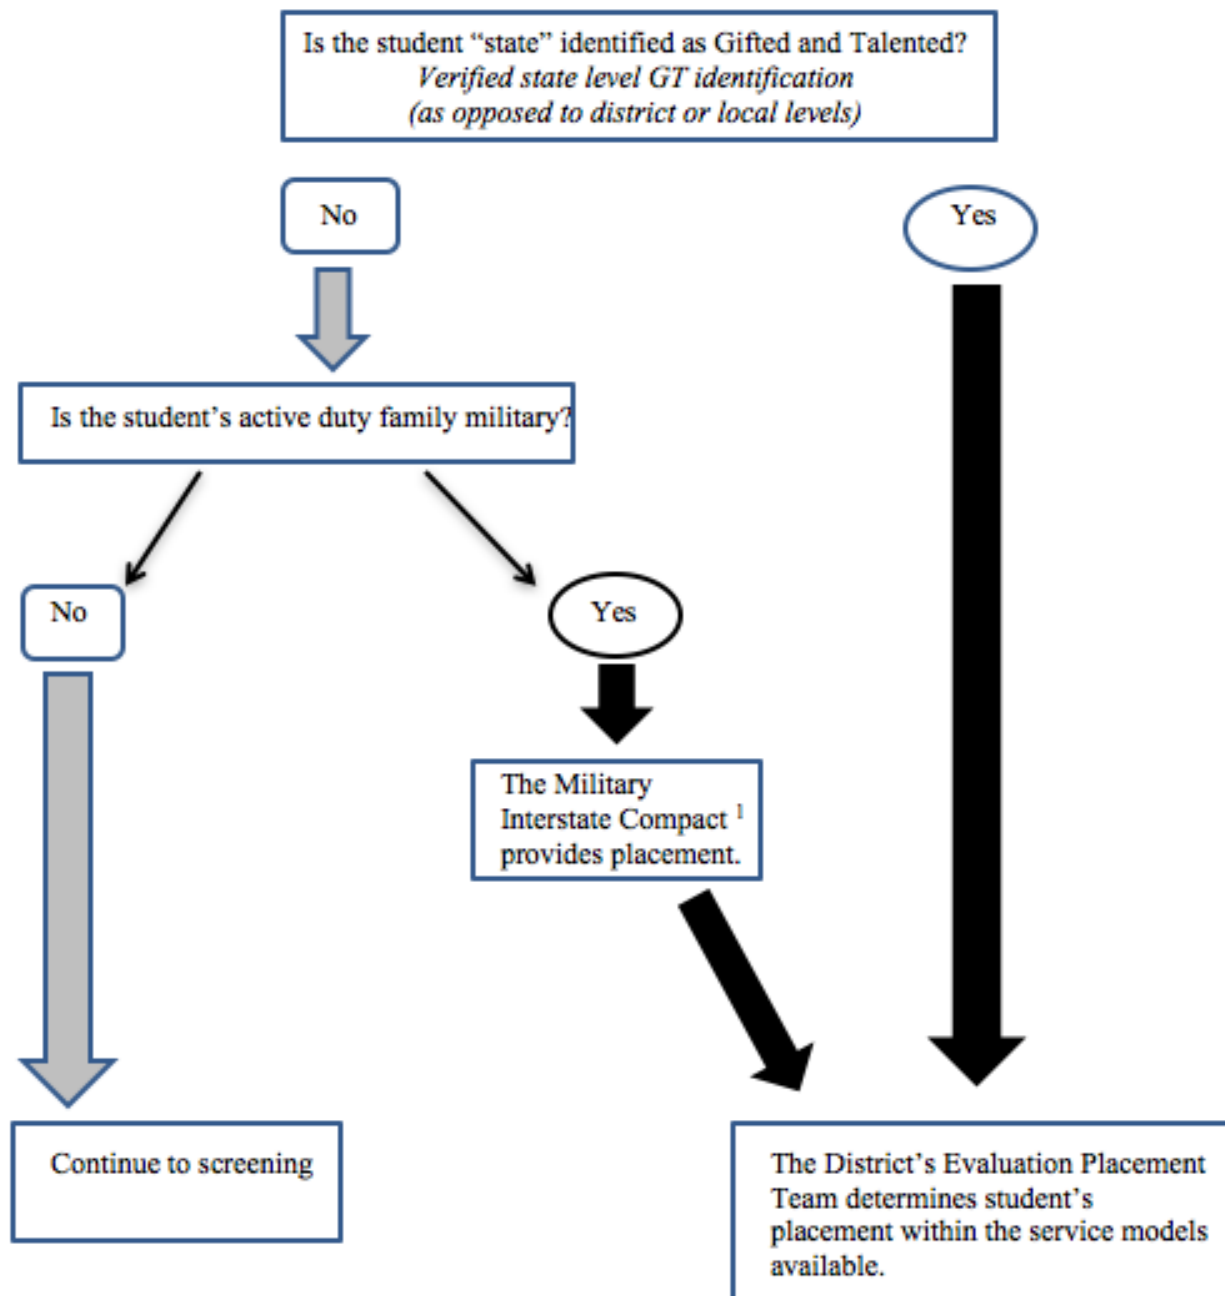 Is the student “state” identified as Gifted and Talented?
Verified state level GT identification
(as opposed to district or local levels)
No
Yes
Is the student’s active duty family military?
No
Yes
The Military
Interstate Compact ¹
provides placement.
Continue to screening
The District’s Evaluation Placement
Team determines student’s
placement within the service models
available.